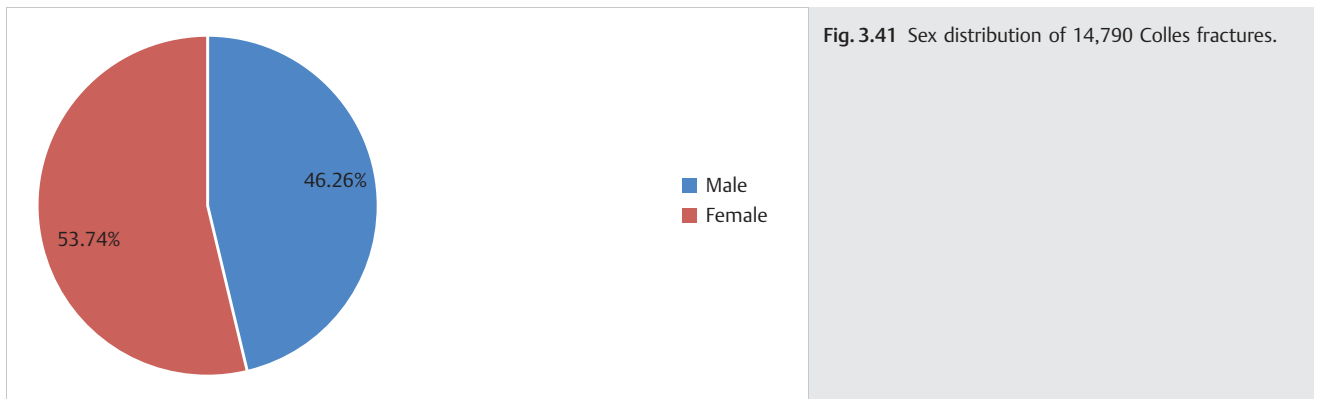 46.26%
53.74%
Male
Female
Fig. 3.41 Sex distribution of 14,790 Colles fractures.